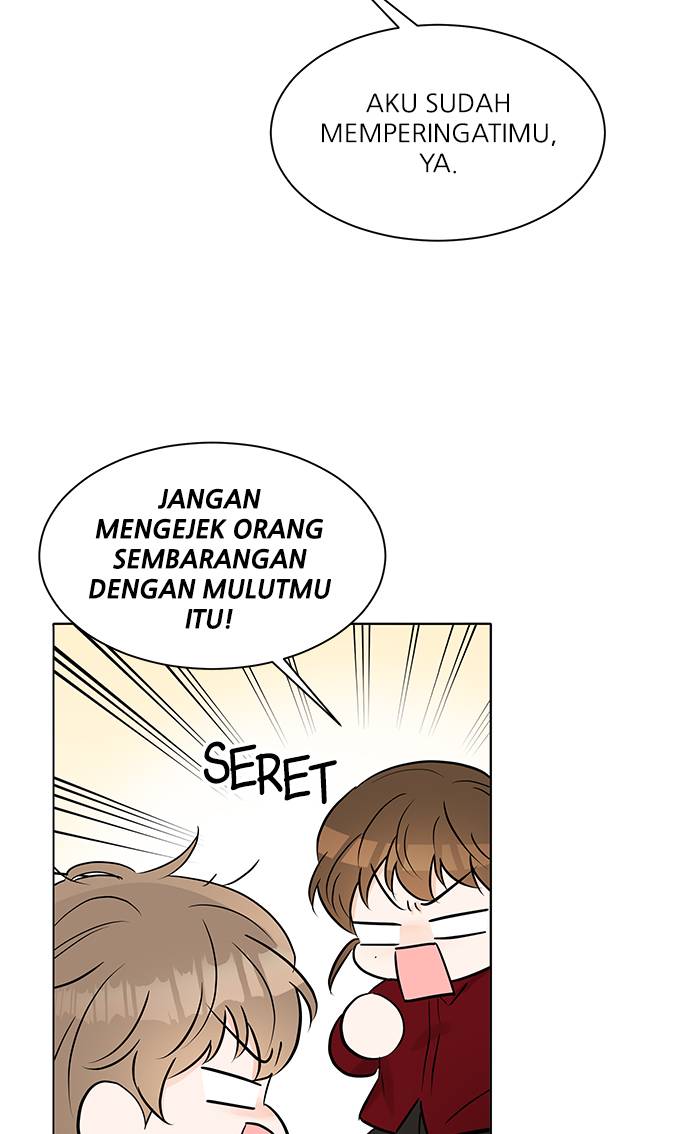 AKU SUDAH
MEMPERINGATIMU,
YA.
JANGAN
MENGEJEK ORANG
SEMBARANGAN
DENGAN MULUTMU
ITU!
SERET